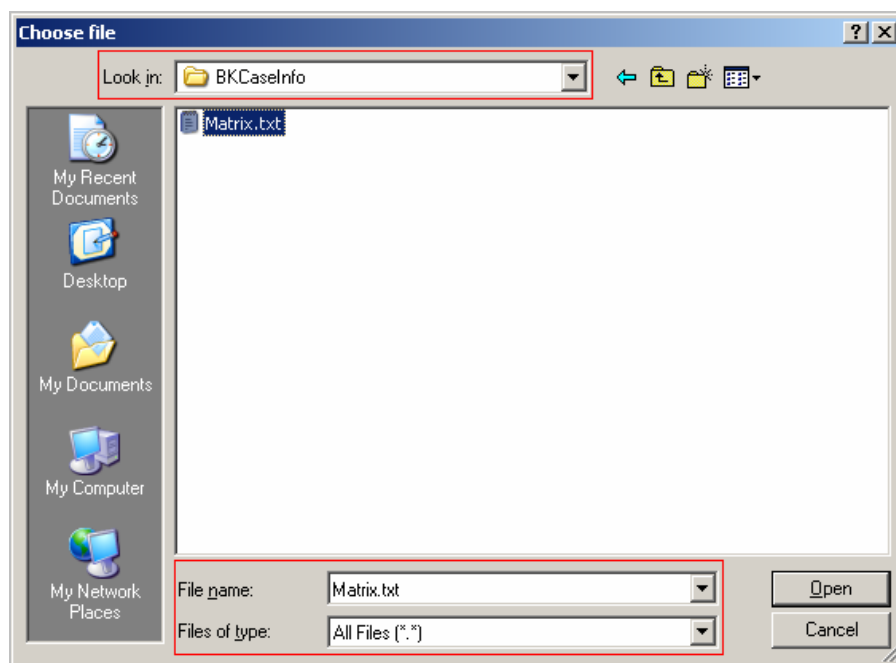 Choose file
Look in: BKCaseInfo
Matrix.txt
My Recent
Documents
Desktop
My Documents
My Computer
My Network
Places
File name: Matrix.txt
Files of type: All Files (*.*)
Open
Cancel